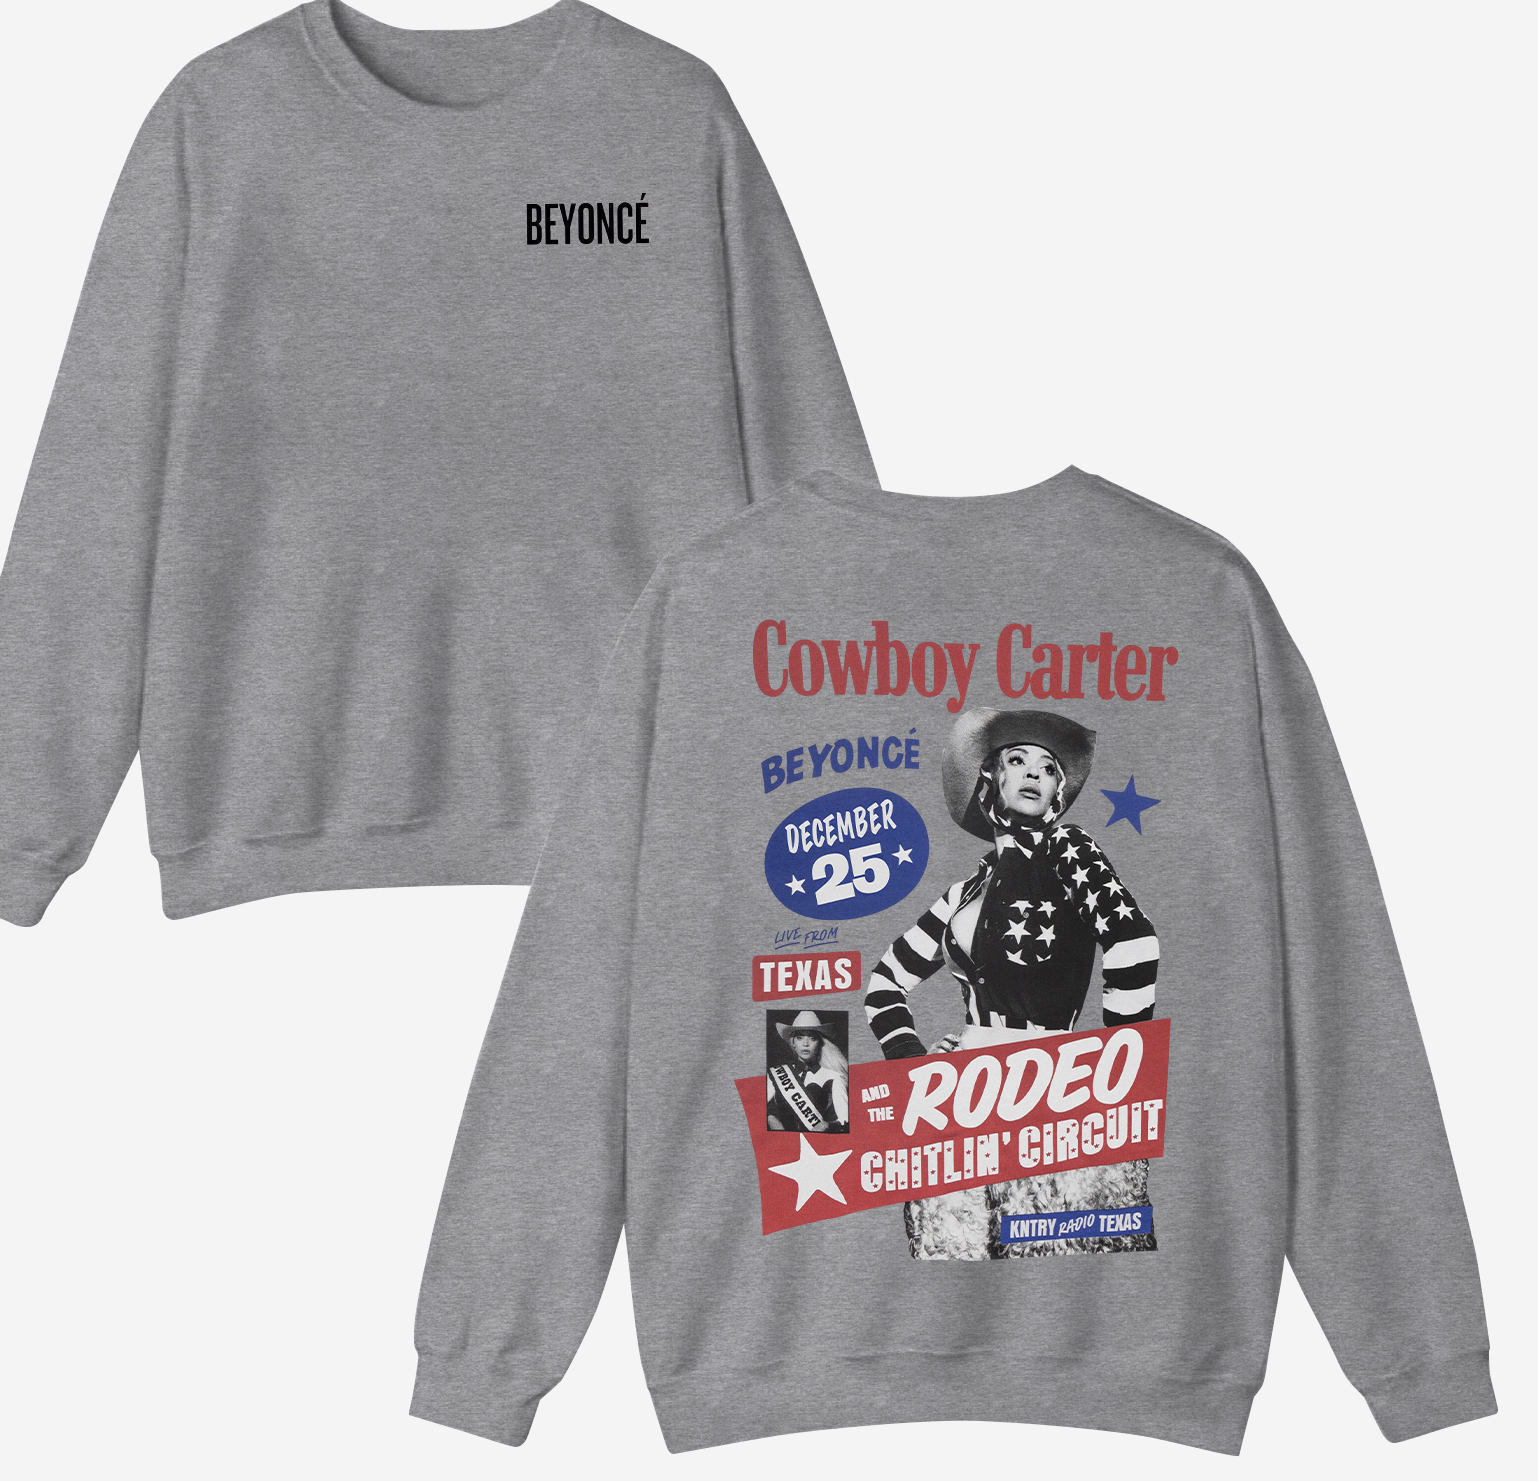 BEYONCÉ
Cowboy Carter
BEYONCÉ
DECEMBER
25
LIVE FROM
TEXAS
AND
THE
RODEO
CHITLIN' CIRCUIT
KNTRY RADIO TEXAS